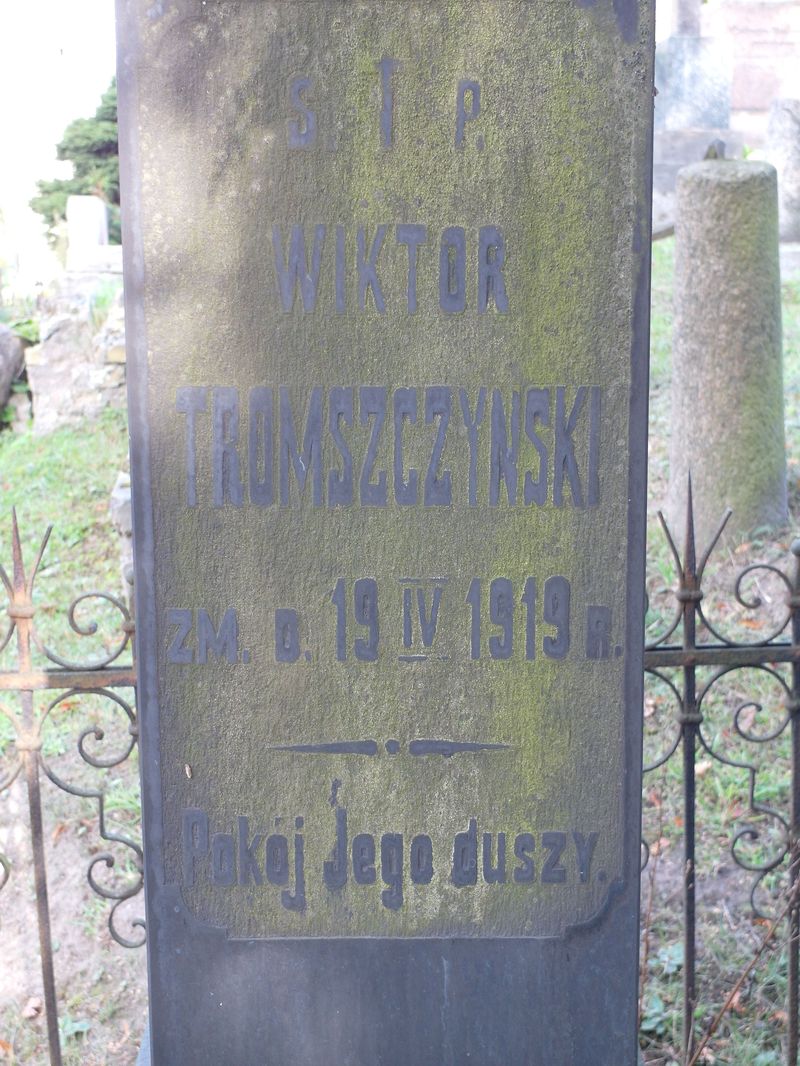 S. † P.
WIKTOR
TROMSZCZYNSKI
ZM. D. 19 IV 1919 R.
Pokój Jego duszy.